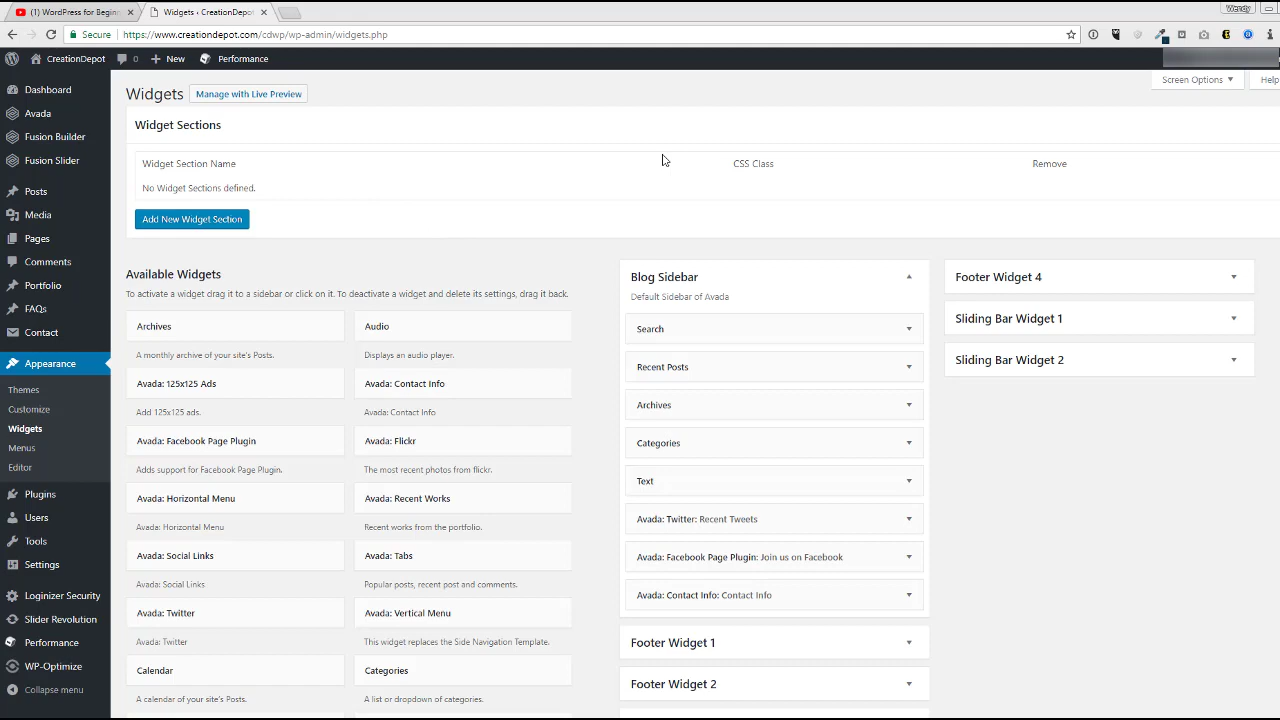 (1) WordPress for Beginn
Widgets ‹ CreationDepot
Wendy
Secure
https://www.creationdepot.com/cdwp/wp-admin/widgets.php
CreationDepot
0
New
Performance
Dashboard
Avada
Fusion Builder
Fusion Slider
Posts
Media
Pages
Comments
Portfolio
FAQs
Contact
Appearance
Themes
Customize
Widgets
Menus
Editor
Plugins
Users
Tools
Settings
Loginizer Security
Slider Revolution
Performance
WP-Optimize
Collapse menu
Screen Options
Help
Widgets
Manage with Live Preview
Widget Sections
Widget Section Name
CSS Class
Remove
No Widget Sections defined.
Add New Widget Section
Available Widgets
To activate a widget drag it to a sidebar or click on it. To deactivate a widget and delete its settings, drag it back.
Archives
Audio
A monthly archive of your site's Posts.
Displays an audio player.
Avada: 125x125 Ads
Avada: Contact Info
Add 125x125 ads.
Avada: Contact Info
Avada: Facebook Page Plugin
Avada: Flickr
Adds support for Facebook Page Plugin.
The most recent photos from flickr.
Avada: Horizontal Menu
Avada: Recent Works
Avada: Horizontal Menu
Recent works from the portfolio.
Avada: Social Links
Avada: Tabs
Avada: Social Links
Popular posts, recent post and comments.
Avada: Twitter
Avada: Vertical Menu
Avada: Twitter
This widget replaces the Side Navigation Template.
Calendar
Categories
A calendar of your site's Posts.
A list or dropdown of categories.
Blog Sidebar
Default Sidebar of Avada
Search
Recent Posts
Archives
Categories
Text
Avada: Twitter: Recent Tweets
Avada: Facebook Page Plugin: Join us on Facebook
Avada: Contact Info: Contact Info
Footer Widget 1
Footer Widget 2
Footer Widget 4
Sliding Bar Widget 1
Sliding Bar Widget 2